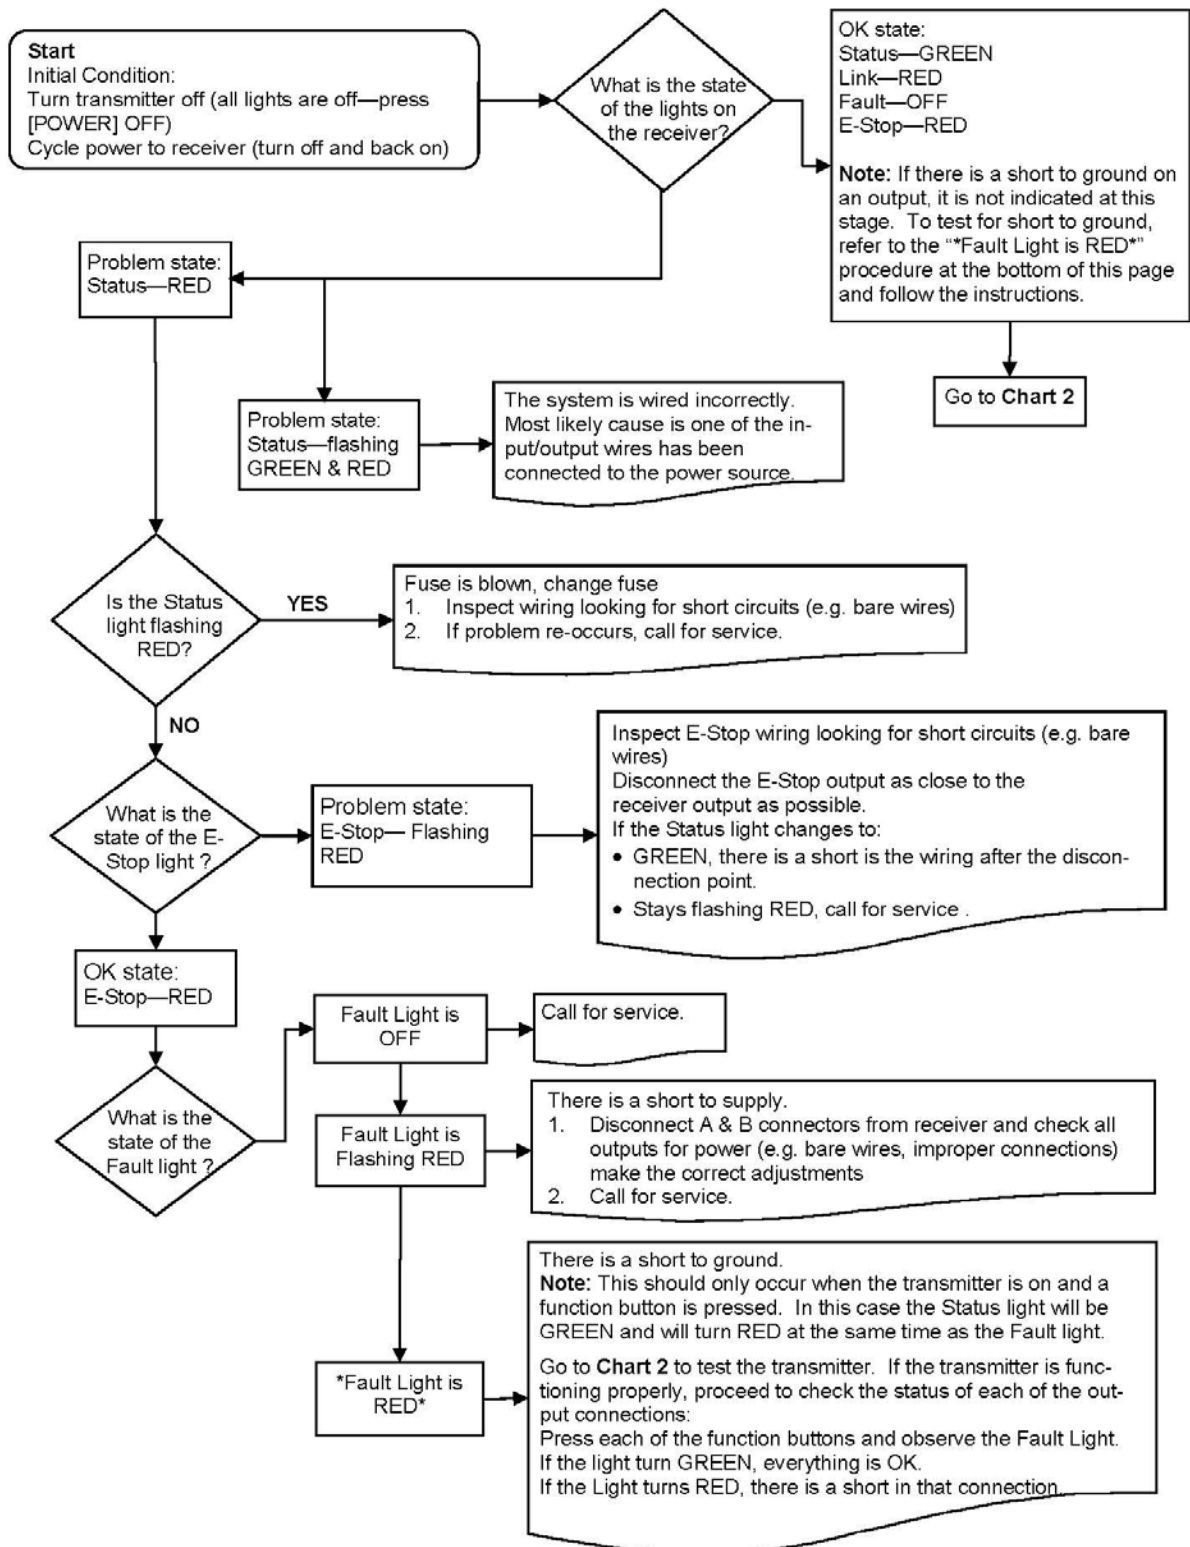 Start
Initial Condition:
Turn transmitter off (all lights are off—press
[POWER] OFF)
Cycle power to receiver (turn off and back on)
What is the state
of the lights on
the receiver?
OK state:
Status—GREEN
Link—RED
Fault—OFF
E-Stop—RED
Note: If there is a short to ground on
an output, it is not indicated at this
stage. To test for short to ground,
refer to the "*Fault Light is RED*"
procedure at the bottom of this page
and follow the instructions.
Go to Chart 2
Problem state:
Status—RED
Problem state:
Status—flashing
GREEN & RED
The system is wired incorrectly.
Most likely cause is one of the in-
put/output wires has been
connected to the power source.
Is the Status
light flashing
RED?
YES
Fuse is blown, change fuse
1. Inspect wiring looking for short circuits (e.g. bare wires)
2. If problem re-occurs, call for service.
NO
What is the
state of the E-
Stop light ?
Problem state:
E-Stop— Flashing
RED
Inspect E-Stop wiring looking for short circuits (e.g. bare
wires)
Disconnect the E-Stop output as close to the
receiver output as possible.
If the Status light changes to:
• GREEN, there is a short is the wiring after the discon-
nection point.
• Stays flashing RED, call for service .
OK state:
E-Stop—RED
What is the
state of the
Fault light ?
Fault Light is
OFF
Call for service.
Fault Light is
Flashing RED
There is a short to supply.
1. Disconnect A & B connectors from receiver and check all
outputs for power (e.g. bare wires, improper connections)
make the correct adjustments
2. Call for service.
*Fault Light is
RED*
There is a short to ground.
Note: This should only occur when the transmitter is on and a
function button is pressed. In this case the Status light will be
GREEN and will turn RED at the same time as the Fault light.
Go to Chart 2 to test the transmitter. If the transmitter is func-
tioning properly, proceed to check the status of each of the out-
put connections:
Press each of the function buttons and observe the Fault Light.
If the light turn GREEN, everything is OK.
If the Light turns RED, there is a short in that connection.